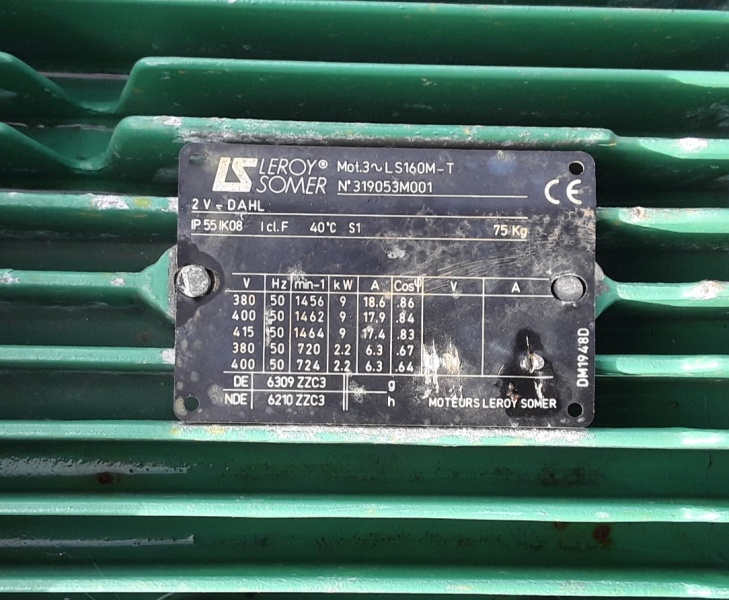 LS LEROY® SOMER Mot.3~LS160M-T
N°319053M001
CE
2 V - DAHL
IP 55 IK08 I cl.F 40°C S1 75 Kg
V Hz min-1 kW A Cosφ V A
380 50 1456 9 18.6 .86
400 50 1462 9 17.9 .84
415 50 1464 9 17.4 .83
380 50 720 2.2 6.3 .67
400 50 724 2.2 6.3 .64
DE 6309 ZZC3 g
NDE 6210 ZZC3 h MOTEURS LEROY SOMER
DM1948D